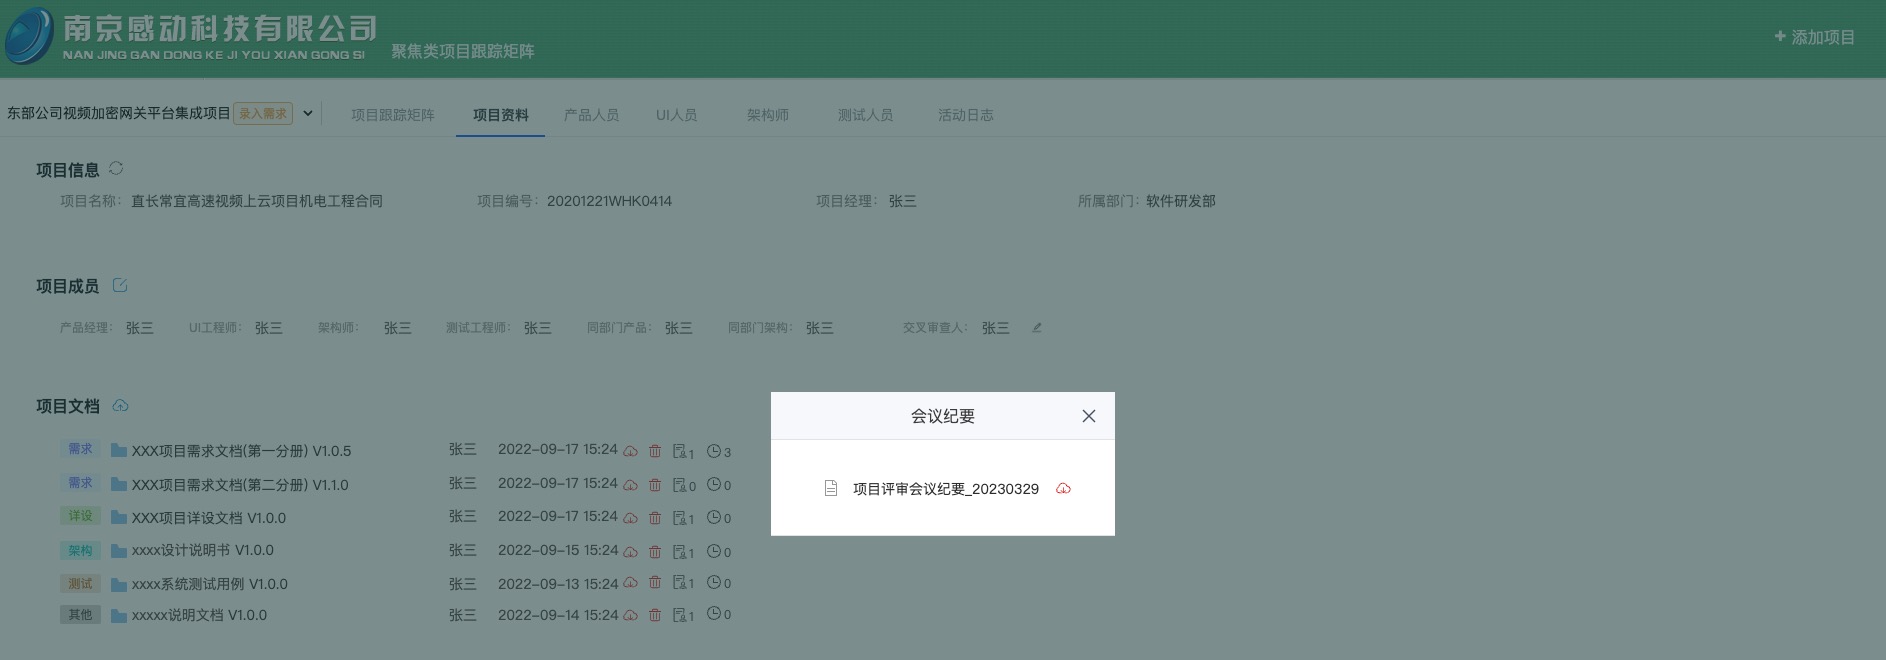 南京感动科技有限公司
NAN JING GAN DONG KE JI YOU XIAN GONG SI
聚焦类项目跟踪矩阵
+ 添加项目
东部公司视频加密网关平台集成项目 录入需求 项目跟踪矩阵 项目资料 产品人员 UI人员 架构师 测试人员 活动日志
项目信息
项目名称： 直长常宜高速视频上云项目机电工程合同 项目编号： 20201221WHK0414 项目经理： 张三 所属部门： 软件研发部
项目成员
产品经理： 张三 UI工程师： 张三 架构师： 张三 测试工程师： 张三 同部门产品： 张三 同部门架构： 张三 交叉审查人： 张三
项目文档
需求 XXX项目需求文档(第一分册) V1.0.5 张三 2022-09-17 15:24 1 3
需求 XXX项目需求文档(第二分册) V1.1.0 张三 2022-09-17 15:24 0 0
详设 XXX项目详设文档 V1.0.0 张三 2022-09-17 15:24 1 0
架构 xxxx设计说明书 V1.0.0 张三 2022-09-15 15:24 1 0
测试 xxxx系统测试用例 V1.0.0 张三 2022-09-13 15:24 1 0
其他 xxxxx说明文档 V1.0.0 张三 2022-09-14 15:24 1 0
会议纪要
项目评审会议纪要_20230329